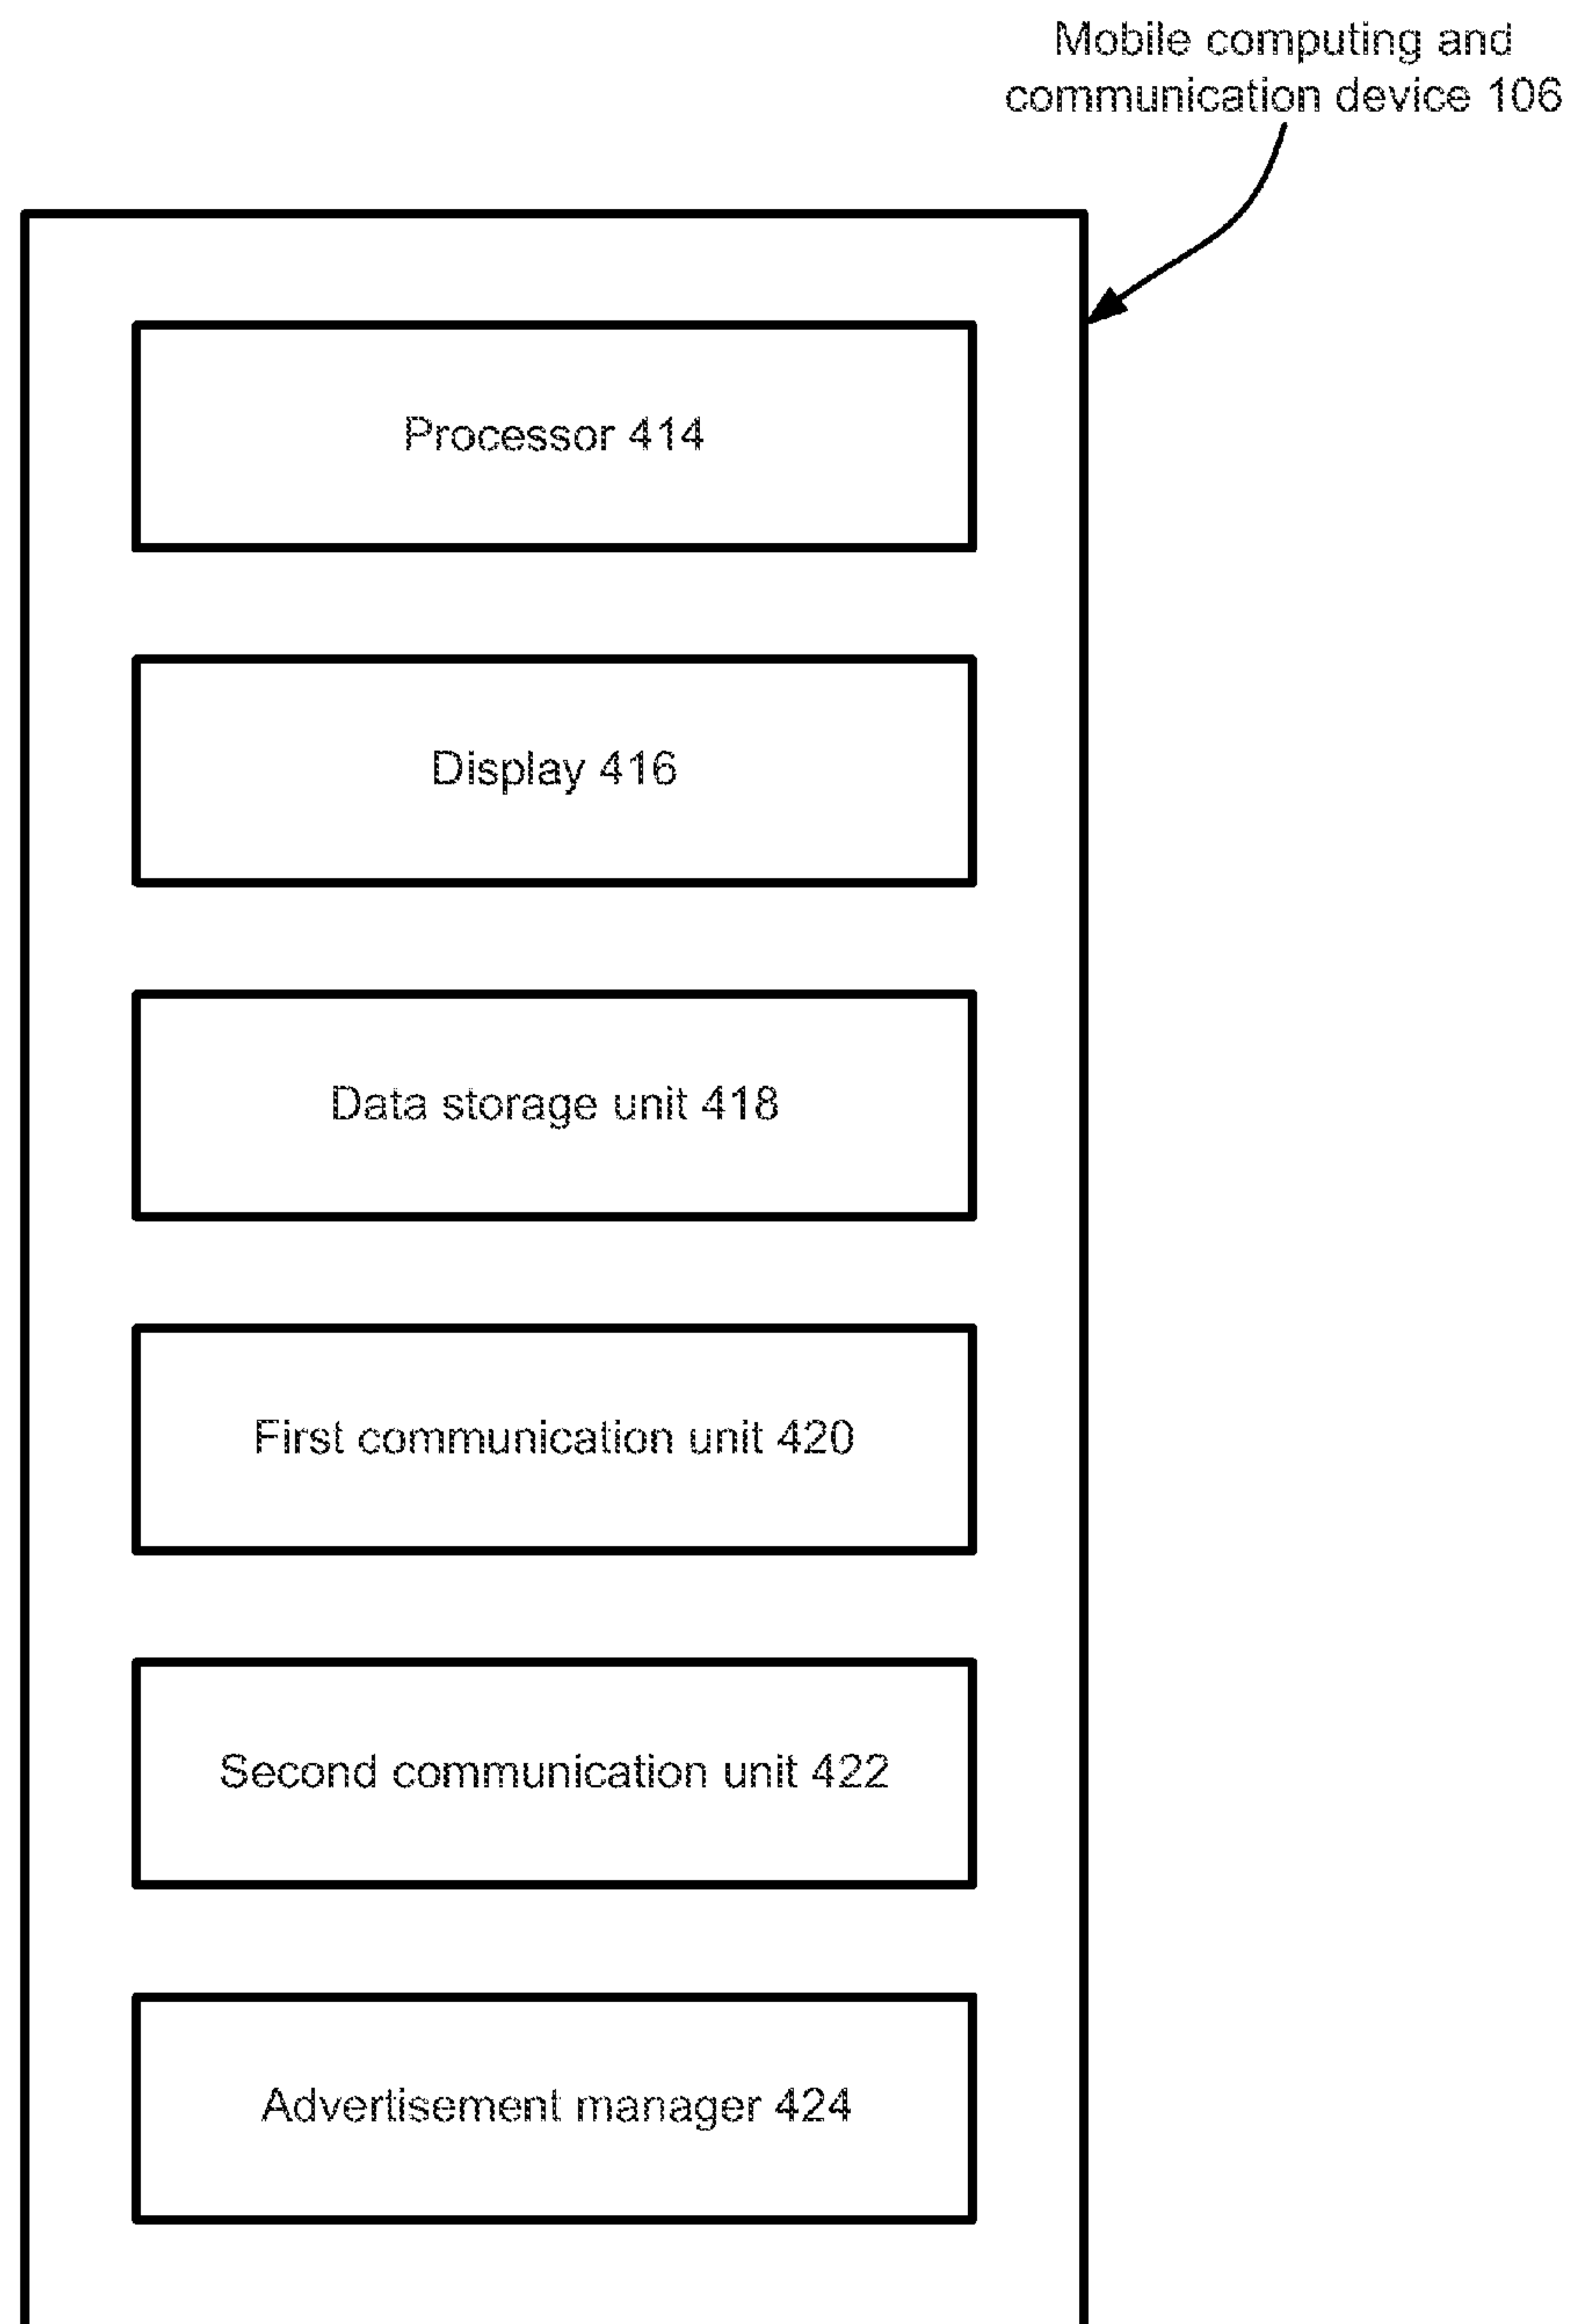 Mobile computing and
communication device 106
Processor 414
Display 416
Data storage unit 418
First communication unit 420
Second communication unit 422
Advertisement manager 424